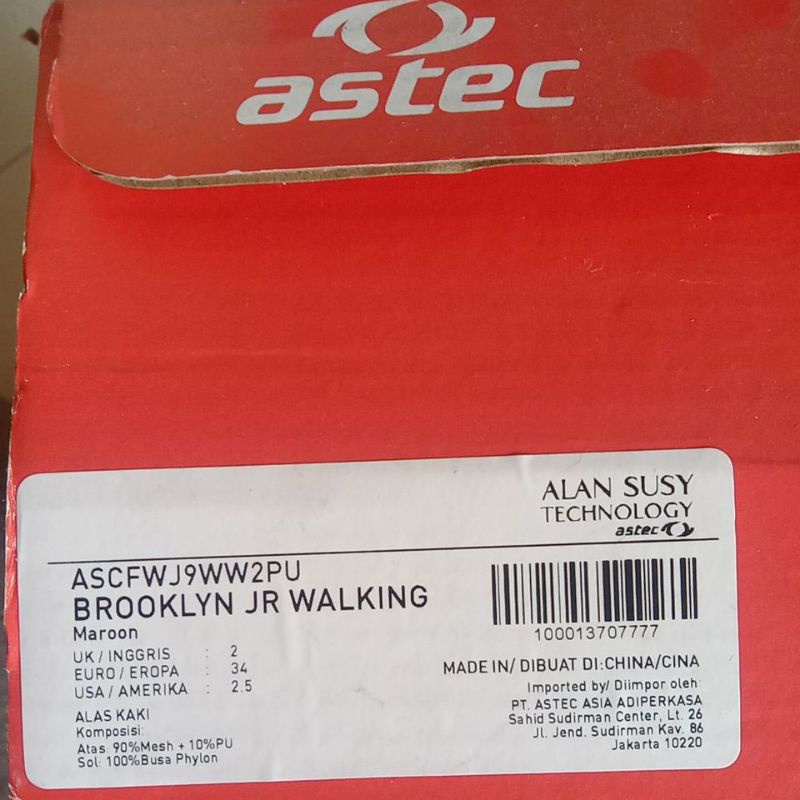 astec
ALAN SUSY
TECHNOLOGY
astec
ASCFWJ9WW2PU
BROOKLYN JR WALKING
Maroon
UK / INGGRIS : 2
EURO / EROPA : 34
USA / AMERIKA : 2.5
ALAS KAKI
Komposisi:
Atas: 90%Mesh + 10%PU
Sol: 100%Busa Phylon
100013707777
MADE IN/ DIBUAT DI:CHINA/CINA
Imported by/ Diimpor oleh:
PT. ASTEC ASIA ADIPERKASA
Sahid Sudirman Center, Lt. 26
Jl. Jend. Sudirman Kav. 86
Jakarta 10220